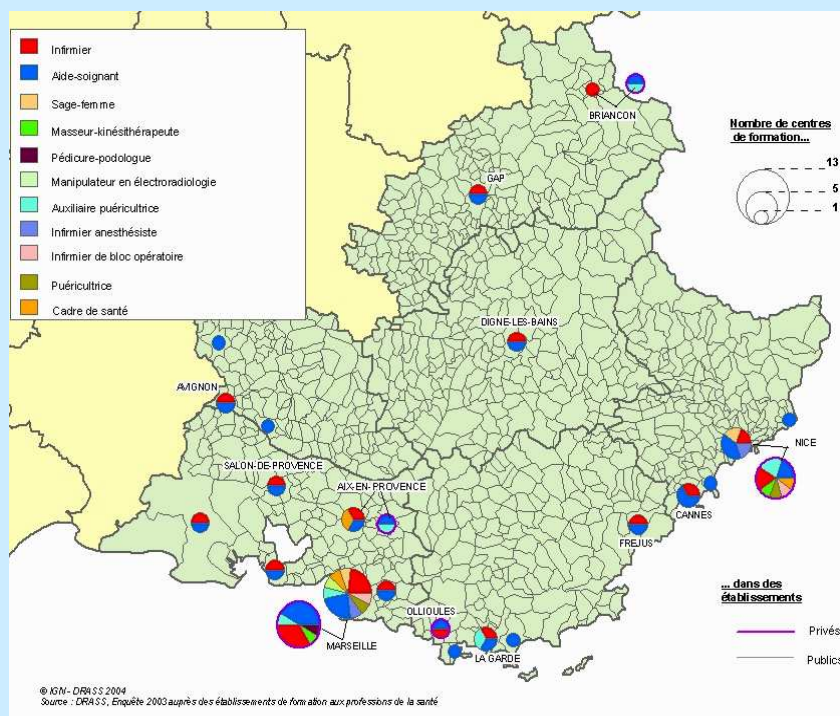 Infirmier
Aide-soignant
Sage-femme
Masseur-kinésithérapeute
Pédicure-podologue
Manipulateur en électroradiologie
Auxiliaire puéricultrice
Infirmier anesthésiste
Infirmier de bloc opératoire
Puéricultrice
Cadre de santé
BRIANCON
GAP
DIGNE-LES-BAINS
AVIGNON
SALON-DE-PROVENCE
AIX-EN-PROVENCE
NICE
CANNES
FREJUS
OLLIOULES
MARSEILLE
LA GARDE
Nombre de centres
de formation...
13
5
1
... dans des
établissements
Privés
Publics
© IGN - DRASS 2004
Source : DRASS, Enquête 2003 auprès des établissements de formation aux professions de la santé